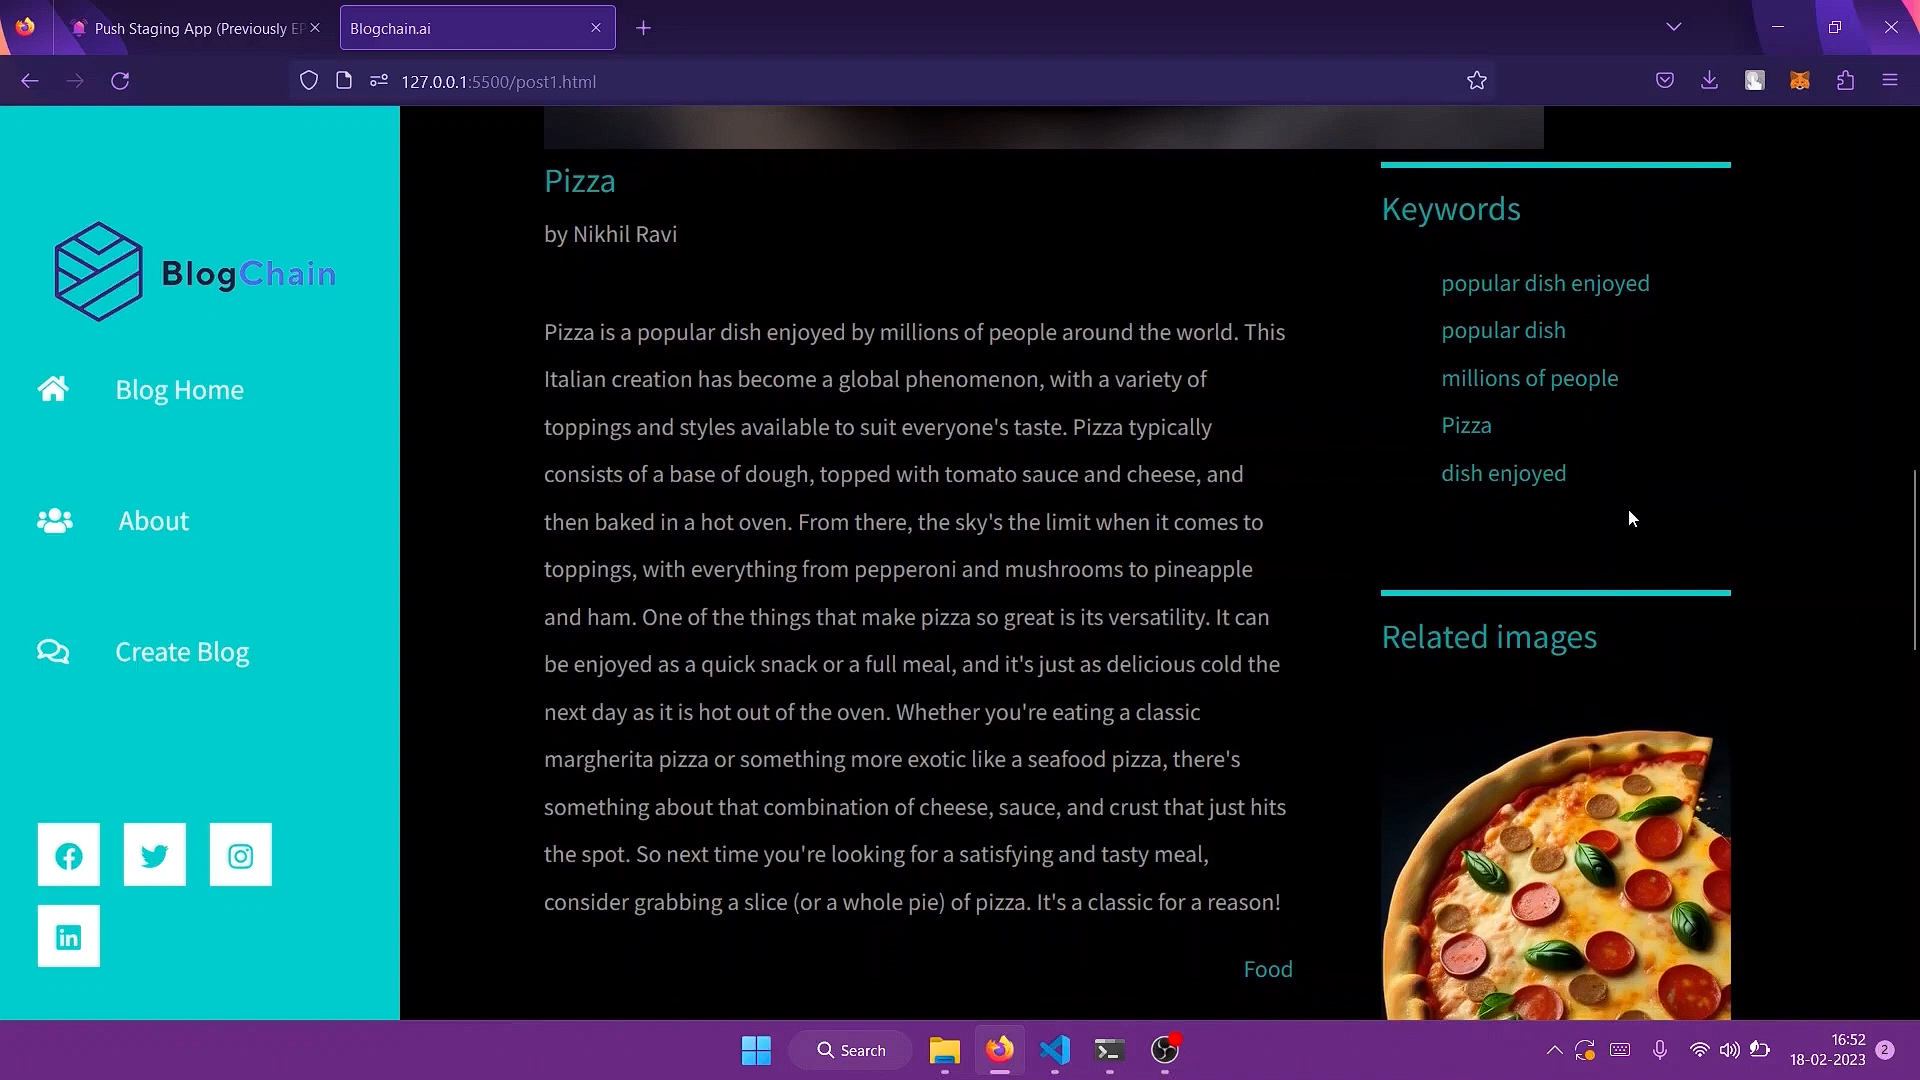 Push Staging App (Previously EP
Blogchain.ai
127.0.0.1:5500/post1.html
BlogChain
Blog Home
About
Create Blog
Pizza
by Nikhil Ravi
Pizza is a popular dish enjoyed by millions of people around the world. This
Italian creation has become a global phenomenon, with a variety of
toppings and styles available to suit everyone's taste. Pizza typically
consists of a base of dough, topped with tomato sauce and cheese, and
then baked in a hot oven. From there, the sky's the limit when it comes to
toppings, with everything from pepperoni and mushrooms to pineapple
and ham. One of the things that make pizza so great is its versatility. It can
be enjoyed as a quick snack or a full meal, and it's just as delicious cold the
next day as it is hot out of the oven. Whether you're eating a classic
margherita pizza or something more exotic like a seafood pizza, there's
something about that combination of cheese, sauce, and crust that just hits
the spot. So next time you're looking for a satisfying and tasty meal,
consider grabbing a slice (or a whole pie) of pizza. It's a classic for a reason!
Food
Keywords
popular dish enjoyed
popular dish
millions of people
Pizza
dish enjoyed
Related images
Search
16:52
18-02-2023
2